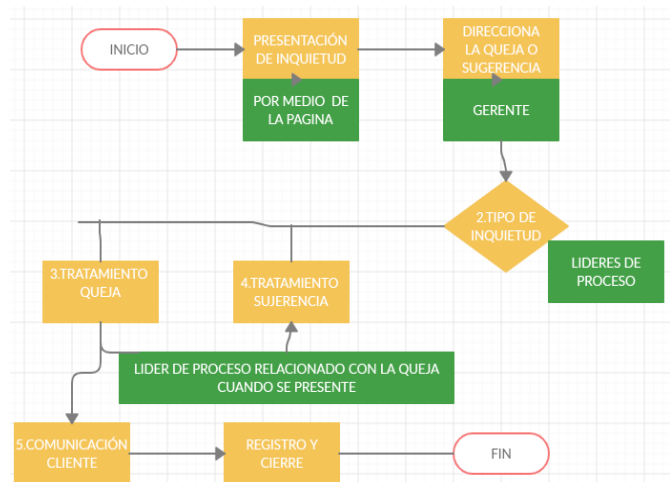 INICIO
PRESENTACIÓN
DE INQUIETUD
DIRECCIONA
LA QUEJA O
SUGERENCIA
POR MEDIO DE
LA PAGINA
GERENTE
2.TIPO DE
INQUIETUD
LIDERES DE
PROCESO
3.TRATAMIENTO
QUEJA
4.TRATAMIENTO
SUJERENCIA
LIDER DE PROCESO RELACIONADO CON LA QUEJA
CUANDO SE PRESENTE
5.COMUNICACIÓN
CLIENTE
REGISTRO Y
CIERRE
FIN